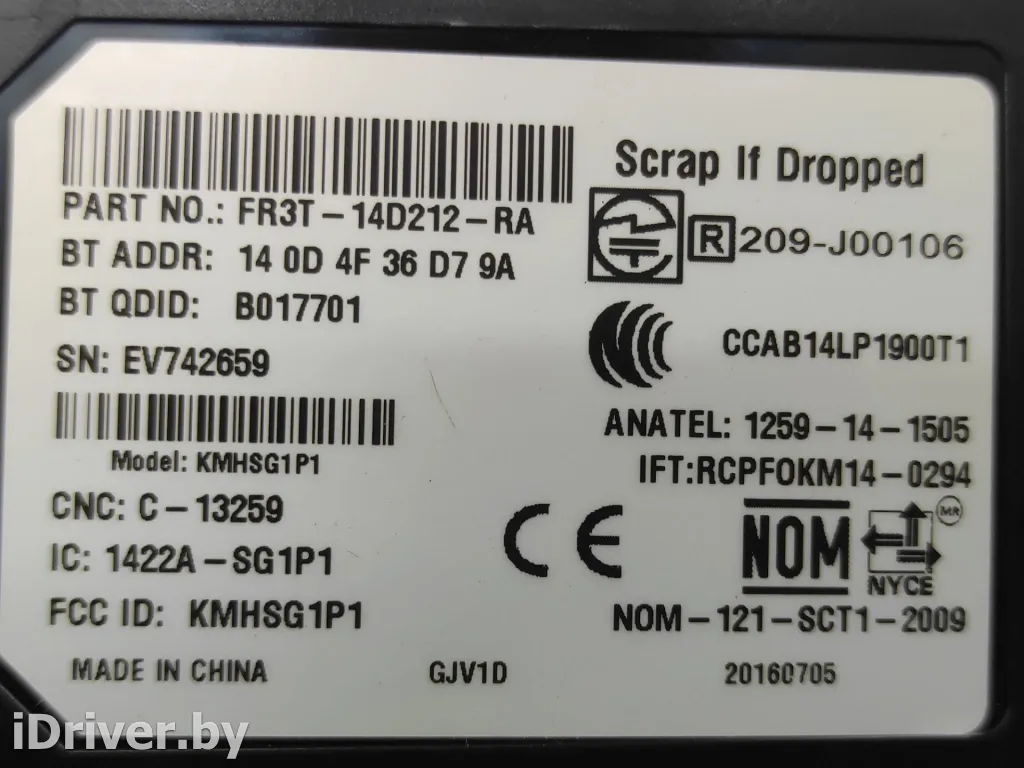 Scrap If Dropped
PART NO.: FR3T-14D212-RA
R 209-J00106
BT ADDR: 14 0D 4F 36 D7 9A
BT QDID: B017701
CCAB14LP1900T1
SN: EV742659
ANATEL: 1259-14-1505
Model: KMHSG1P1
IFT:RCPFOKM14-0294
CNC: C-13259
CE
NOM
MR
NYCE
IC: 1422A-SG1P1
FCC ID: KMHSG1P1
NOM-121-SCT1-2009
MADE IN CHINA
GJV1D
20160705
iDriver.by